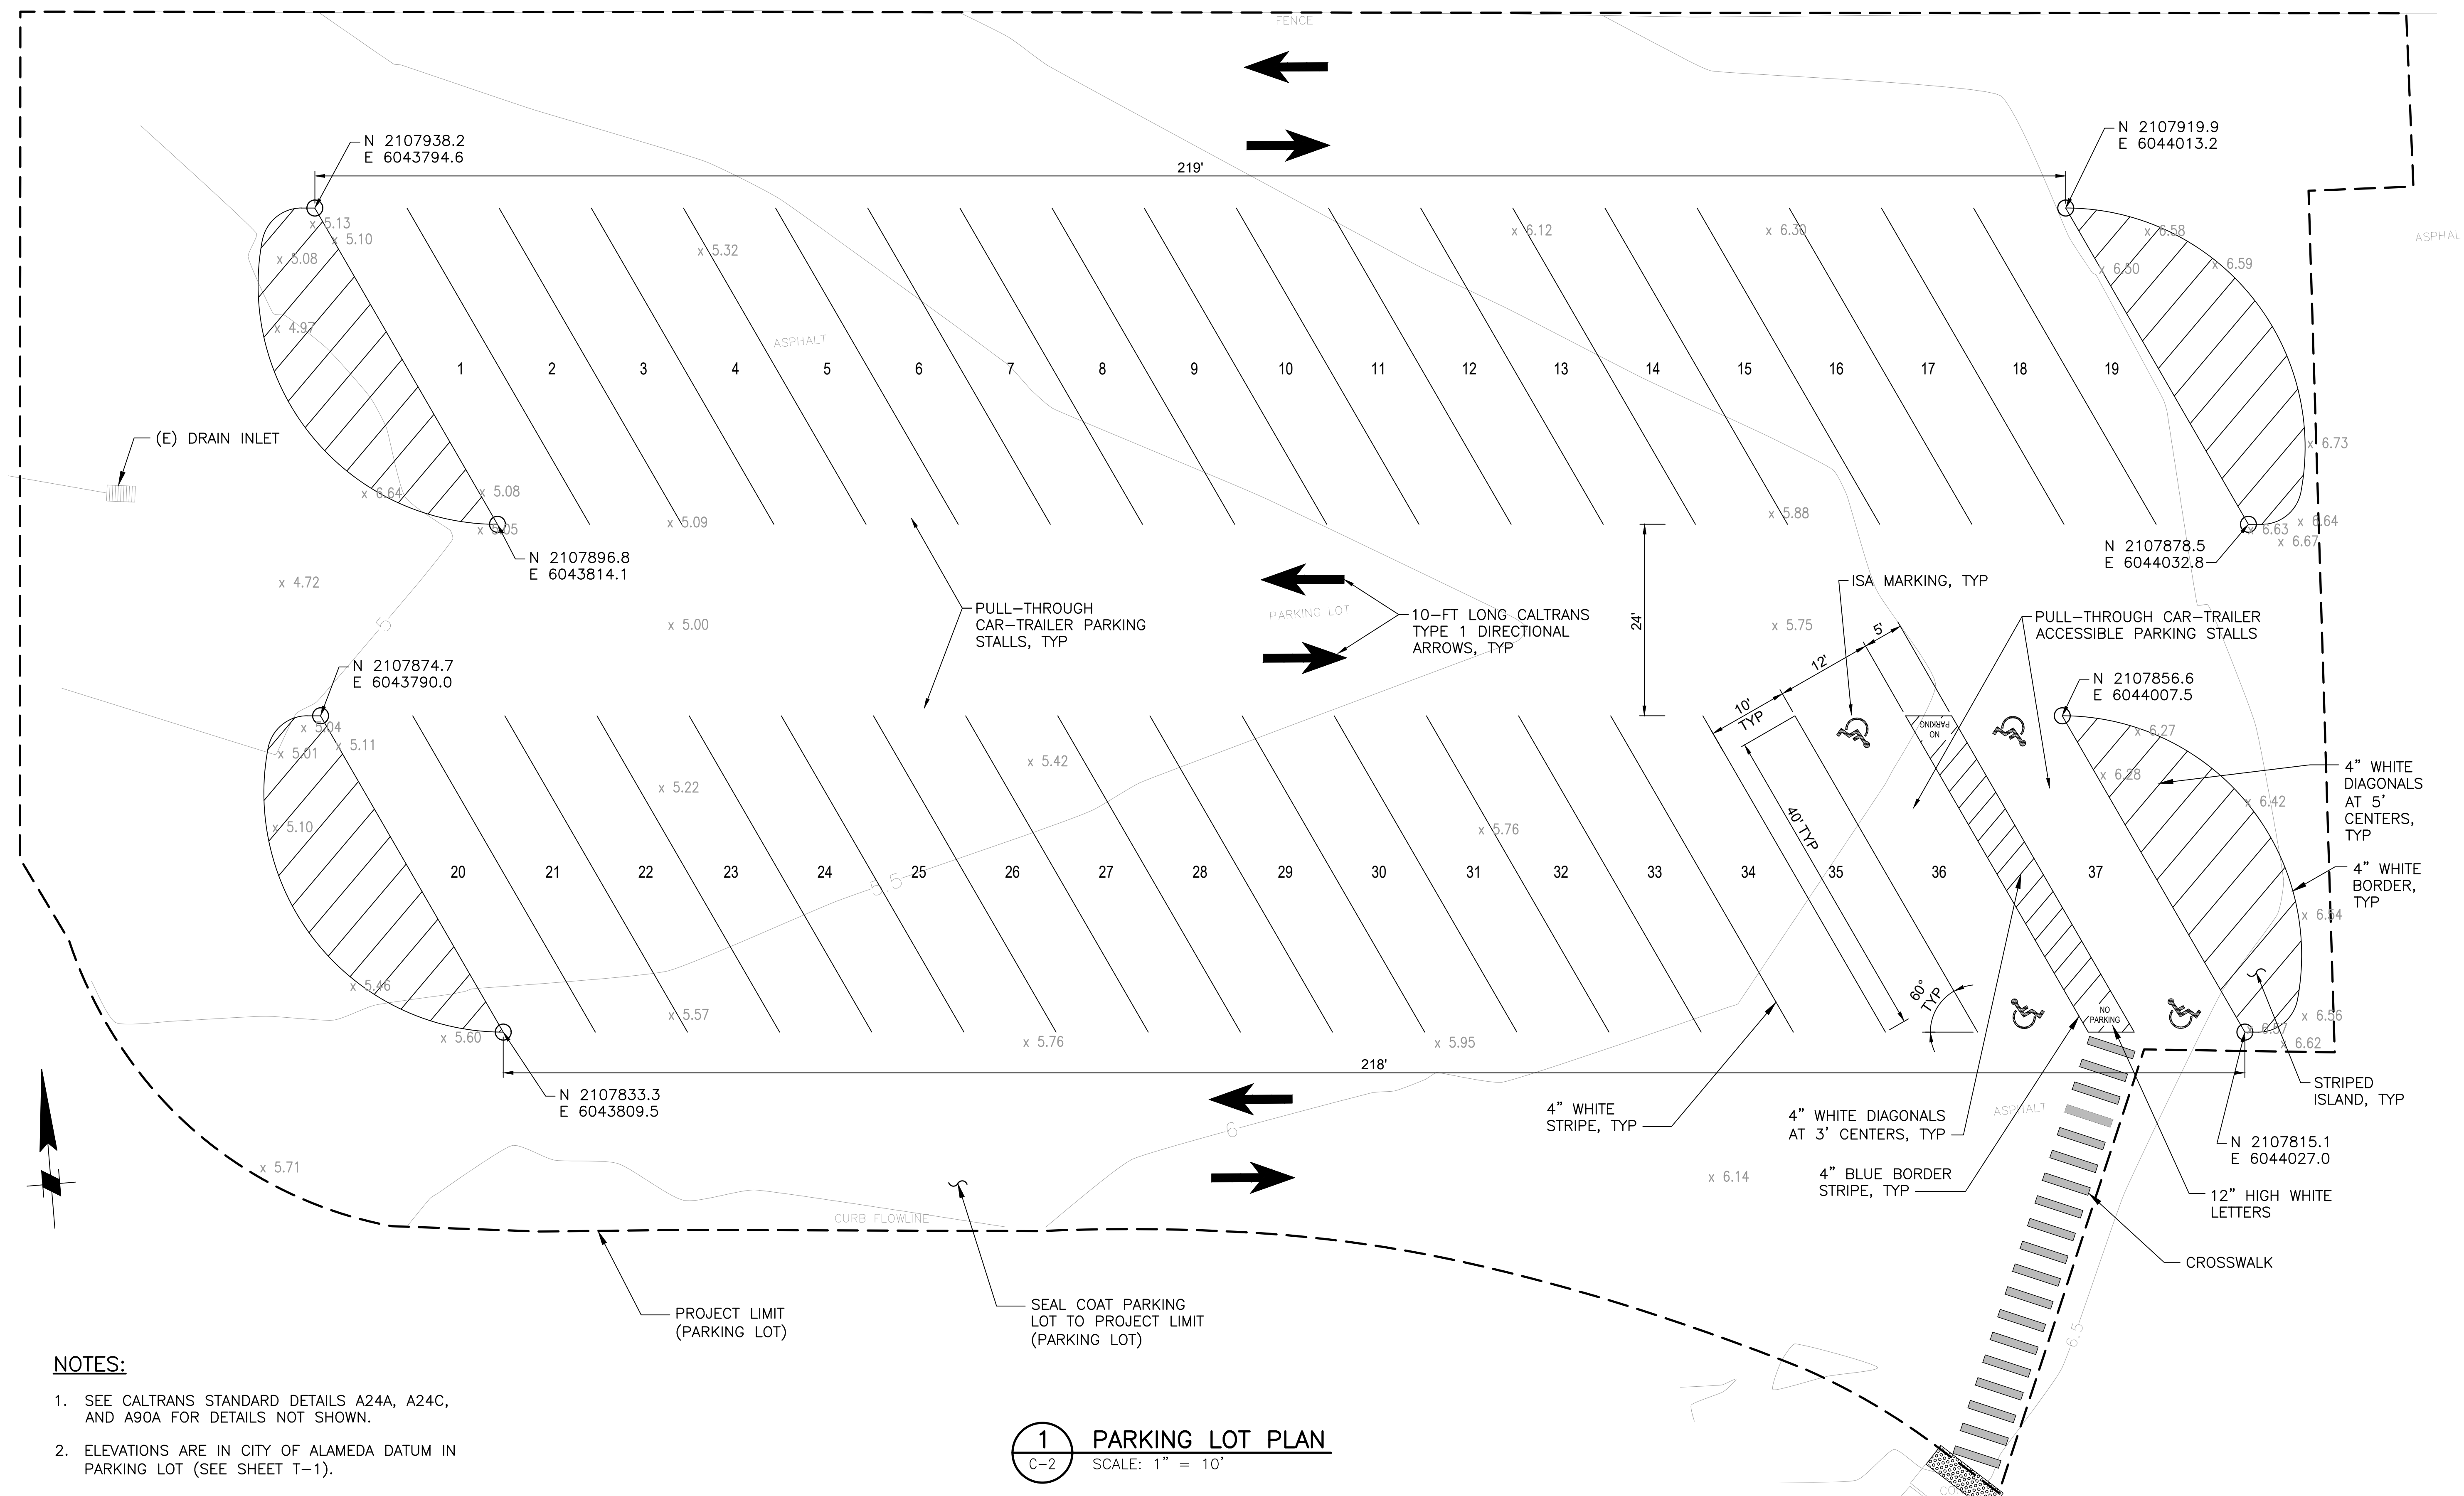 FENCE
N 2107938.2
E 6043794.6
N 2107919.9
E 6044013.2
219'
x 5.13
x 5.10
x 5.08
x 4.97
x 5.32
x 6.12
x 6.30
x 6.58
x 6.59
x 6.50
ASPHAL
ASPHALT
1 2 3 4 5 6 7 8 9 10 11 12 13 14 15 16 17 18 19
(E) DRAIN INLET
x 6.64
x 5.08
x 5.05
x 5.09
x 5.88
x 6.73
x 6.64
x 6.63
x 6.67
N 2107896.8
E 6043814.1
N 2107878.5
E 6044032.8
x 4.72
5
x 5.00
PULL–THROUGH
CAR–TRAILER PARKING
STALLS, TYP
PARKING LOT
10–FT LONG CALTRANS
TYPE 1 DIRECTIONAL
ARROWS, TYP
24'
x 5.75
ISA MARKING, TYP
PULL–THROUGH CAR–TRAILER
ACCESSIBLE PARKING STALLS
5'
12'
10'
TYP
N 2107874.7
E 6043790.0
N 2107856.6
E 6044007.5
x 5.04
x 5.01
x 5.11
x 5.10
x 5.22
x 5.42
x 5.76
NO
PARKING
x 6.27
x 6.28
x 6.42
4" WHITE
DIAGONALS
AT 5'
CENTERS,
TYP
40' TYP
4" WHITE
BORDER,
TYP
20 21 22 23 24 25 26 27 28 29 30 31 32 33 34 35 36 37
5.5
x 6.54
x 5.46
x 5.60
x 5.57
x 5.76
x 5.95
60°
TYP
NO
PARKING
x 6.56
x 6.57
x 6.62
218'
N 2107833.3
E 6043809.5
4" WHITE
STRIPE, TYP
4" WHITE DIAGONALS
AT 3' CENTERS, TYP
ASPHALT
STRIPED
ISLAND, TYP
6
N 2107815.1
E 6044027.0
x 5.71
x 6.14
4" BLUE BORDER
STRIPE, TYP
12" HIGH WHITE
LETTERS
CURB FLOWLINE
CROSSWALK
PROJECT LIMIT
(PARKING LOT)
SEAL COAT PARKING
LOT TO PROJECT LIMIT
(PARKING LOT)
6.5
NOTES:
1. SEE CALTRANS STANDARD DETAILS A24A, A24C,
AND A90A FOR DETAILS NOT SHOWN.
2. ELEVATIONS ARE IN CITY OF ALAMEDA DATUM IN
PARKING LOT (SEE SHEET T–1).
1
C–2
PARKING LOT PLAN
SCALE: 1" = 10'